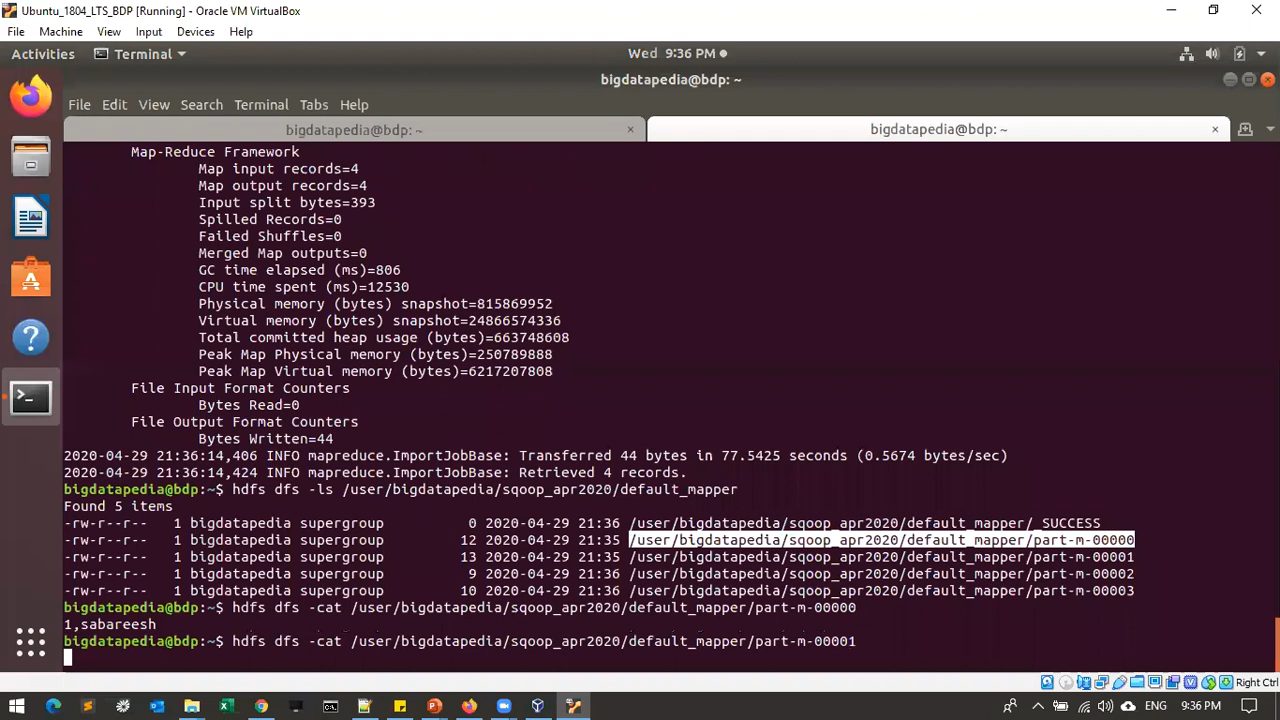 Ubuntu_1804_LTS_BDP [Running] - Oracle VM VirtualBox
File Machine View Input Devices Help
Activities Terminal Wed 9:36 PM
bigdatapedia@bdp: ~
File Edit View Search Terminal Tabs Help
bigdatapedia@bdp: ~ × bigdatapedia@bdp: ~ ×
Map-Reduce Framework
Map input records=4
Map output records=4
Input split bytes=393
Spilled Records=0
Failed Shuffles=0
Merged Map outputs=0
GC time elapsed (ms)=806
CPU time spent (ms)=12530
Physical memory (bytes) snapshot=815869952
Virtual memory (bytes) snapshot=24866574336
Total committed heap usage (bytes)=663748608
Peak Map Physical memory (bytes)=250789888
Peak Map Virtual memory (bytes)=6217207808
File Input Format Counters
Bytes Read=0
File Output Format Counters
Bytes Written=44
2020-04-29 21:36:14,406 INFO mapreduce.ImportJobBase: Transferred 44 bytes in 77.5425 seconds (0.5674 bytes/sec)
2020-04-29 21:36:14,424 INFO mapreduce.ImportJobBase: Retrieved 4 records.
bigdatapedia@bdp:~$ hdfs dfs -ls /user/bigdatapedia/sqoop_apr2020/default_mapper
Found 5 items
-rw-r--r-- 1 bigdatapedia supergroup 0 2020-04-29 21:36 /user/bigdatapedia/sqoop_apr2020/default_mapper/_SUCCESS
-rw-r--r-- 1 bigdatapedia supergroup 12 2020-04-29 21:35 /user/bigdatapedia/sqoop_apr2020/default_mapper/part-m-00000
-rw-r--r-- 1 bigdatapedia supergroup 13 2020-04-29 21:35 /user/bigdatapedia/sqoop_apr2020/default_mapper/part-m-00001
-rw-r--r-- 1 bigdatapedia supergroup 9 2020-04-29 21:36 /user/bigdatapedia/sqoop_apr2020/default_mapper/part-m-00002
-rw-r--r-- 1 bigdatapedia supergroup 10 2020-04-29 21:36 /user/bigdatapedia/sqoop_apr2020/default_mapper/part-m-00003
bigdatapedia@bdp:~$ hdfs dfs -cat /user/bigdatapedia/sqoop_apr2020/default_mapper/part-m-00000
1,sabareesh
bigdatapedia@bdp:~$ hdfs dfs -cat /user/bigdatapedia/sqoop_apr2020/default_mapper/part-m-00001
Right Ctrl
ENG 9:36 PM